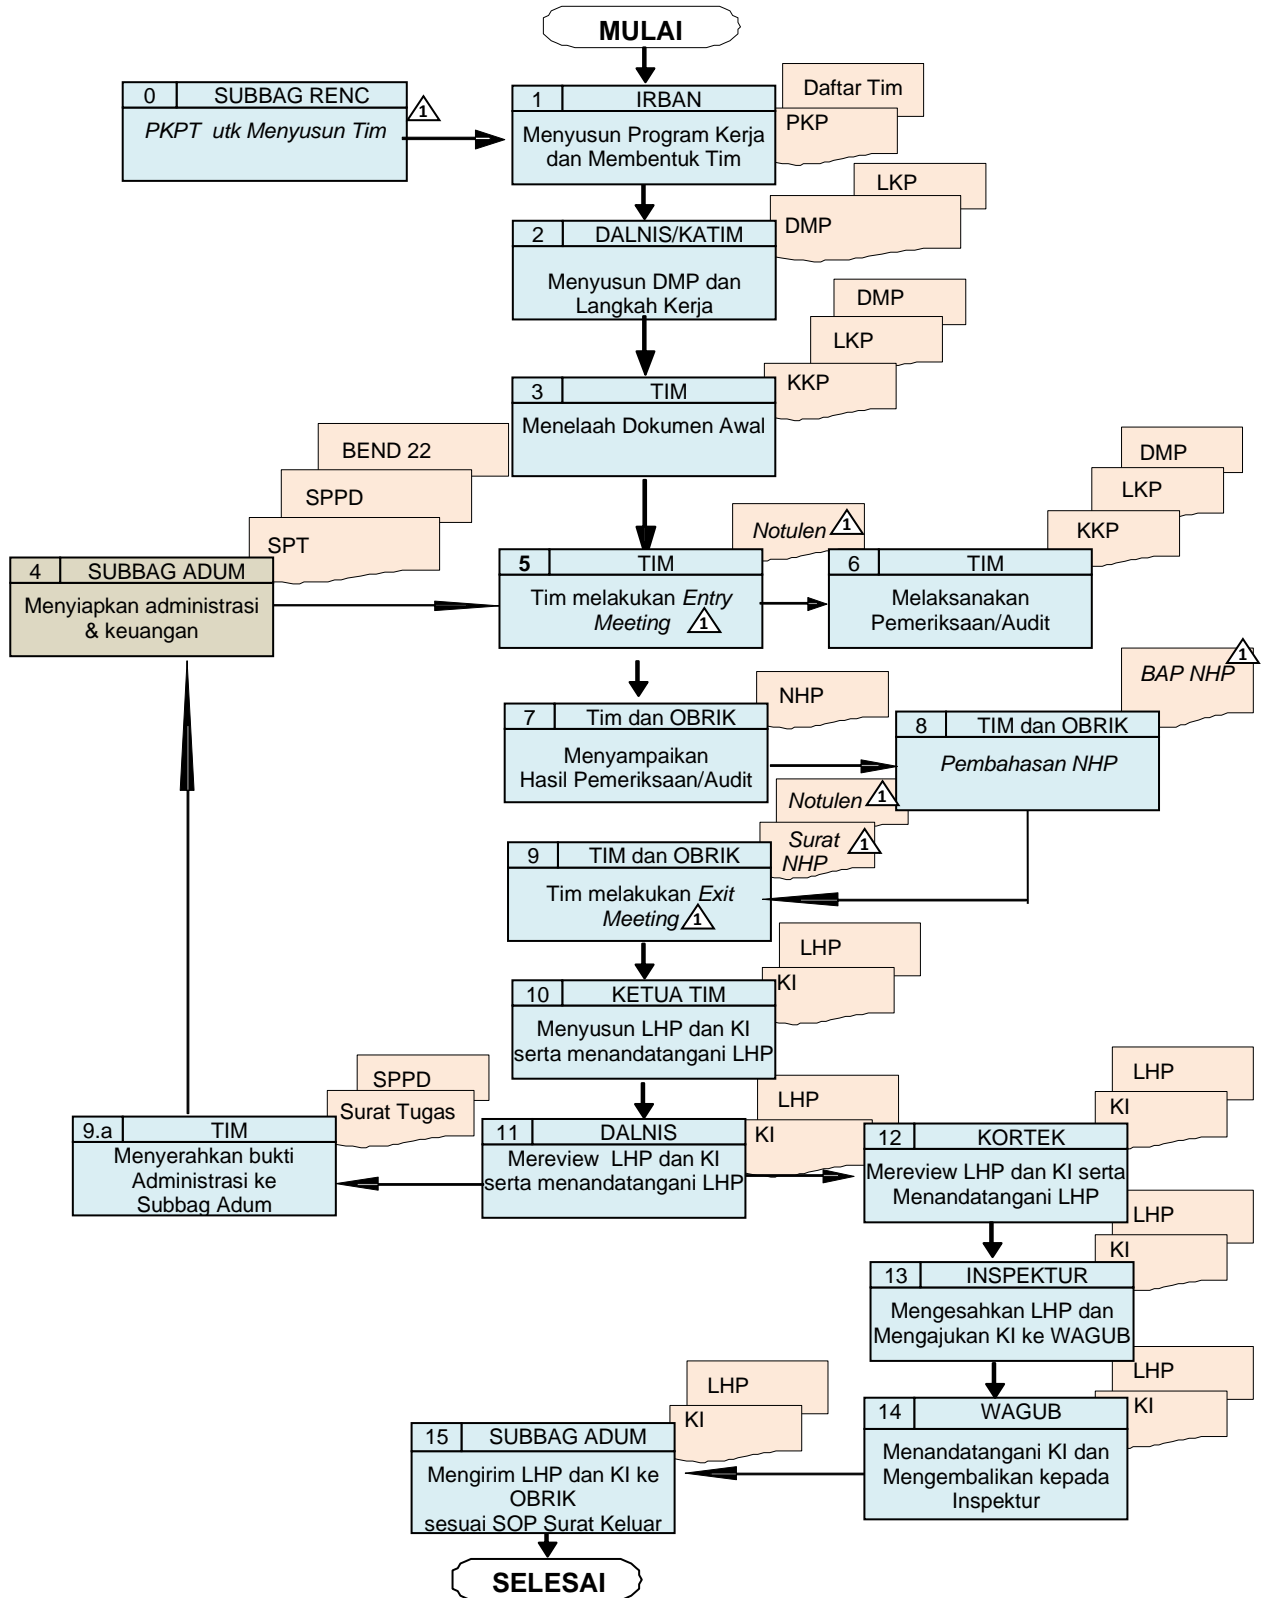 MULAI
0 SUBBAG RENC
PKPT utk Menyusun Tim
1
1 IRBAN
Menyusun Program Kerja
dan Membentuk Tim
Daftar Tim
PKP
2 DALNIS/KATIM
Menyusun DMP dan
Langkah Kerja
LKP
DMP
3 TIM
Menelaah Dokumen Awal
DMP
LKP
KKP
BEND 22
SPPD
SPT
4 SUBBAG ADUM
Menyiapkan administrasi
& keuangan
Notulen 1
5 TIM
Tim melakukan Entry
Meeting 1
DMP
LKP
KKP
6 TIM
Melaksanakan
Pemeriksaan/Audit
NHP
7 Tim dan OBRIK
Menyampaikan
Hasil Pemeriksaan/Audit
1
BAP NHP
8 TIM dan OBRIK
Pembahasan NHP
Notulen 1
Surat 1
NHP
9 TIM dan OBRIK
Tim melakukan Exit
Meeting 1
LHP
KI
10 KETUA TIM
Menyusun LHP dan KI
serta menandatangani LHP
SPPD
Surat Tugas
9.a TIM
Menyerahkan bukti
Administrasi ke
Subbag Adum
LHP
KI
11 DALNIS
Mereview LHP dan KI
serta menandatangani LHP
LHP
KI
12 KORTEK
Mereview LHP dan KI serta
Menandatangani LHP
LHP
KI
13 INSPEKTUR
Mengesahkan LHP dan
Mengajukan KI ke WAGUB
LHP
KI
14 WAGUB
Menandatangani KI dan
Mengembalikan kepada
Inspektur
LHP
KI
15 SUBBAG ADUM
Mengirim LHP dan KI ke
OBRIK
sesuai SOP Surat Keluar
SELESAI